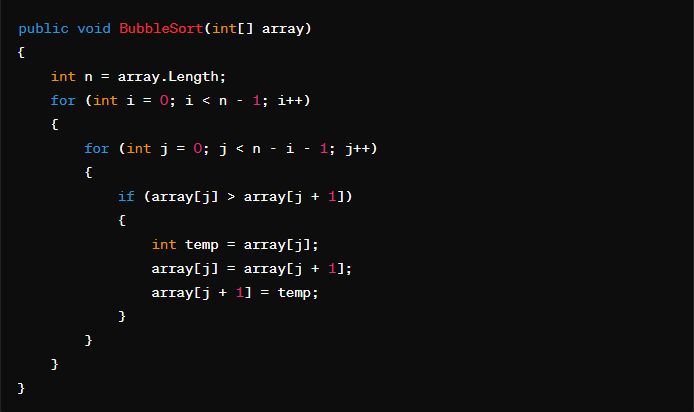 public void BubbleSort(int[] array)
{
    int n = array.Length;
    for (int i = 0; i < n - 1; i++)
    {
        for (int j = 0; j < n - i - 1; j++)
        {
            if (array[j] > array[j + 1])
            {
                int temp = array[j];
                array[j] = array[j + 1];
                array[j + 1] = temp;
            }
        }
    }
}